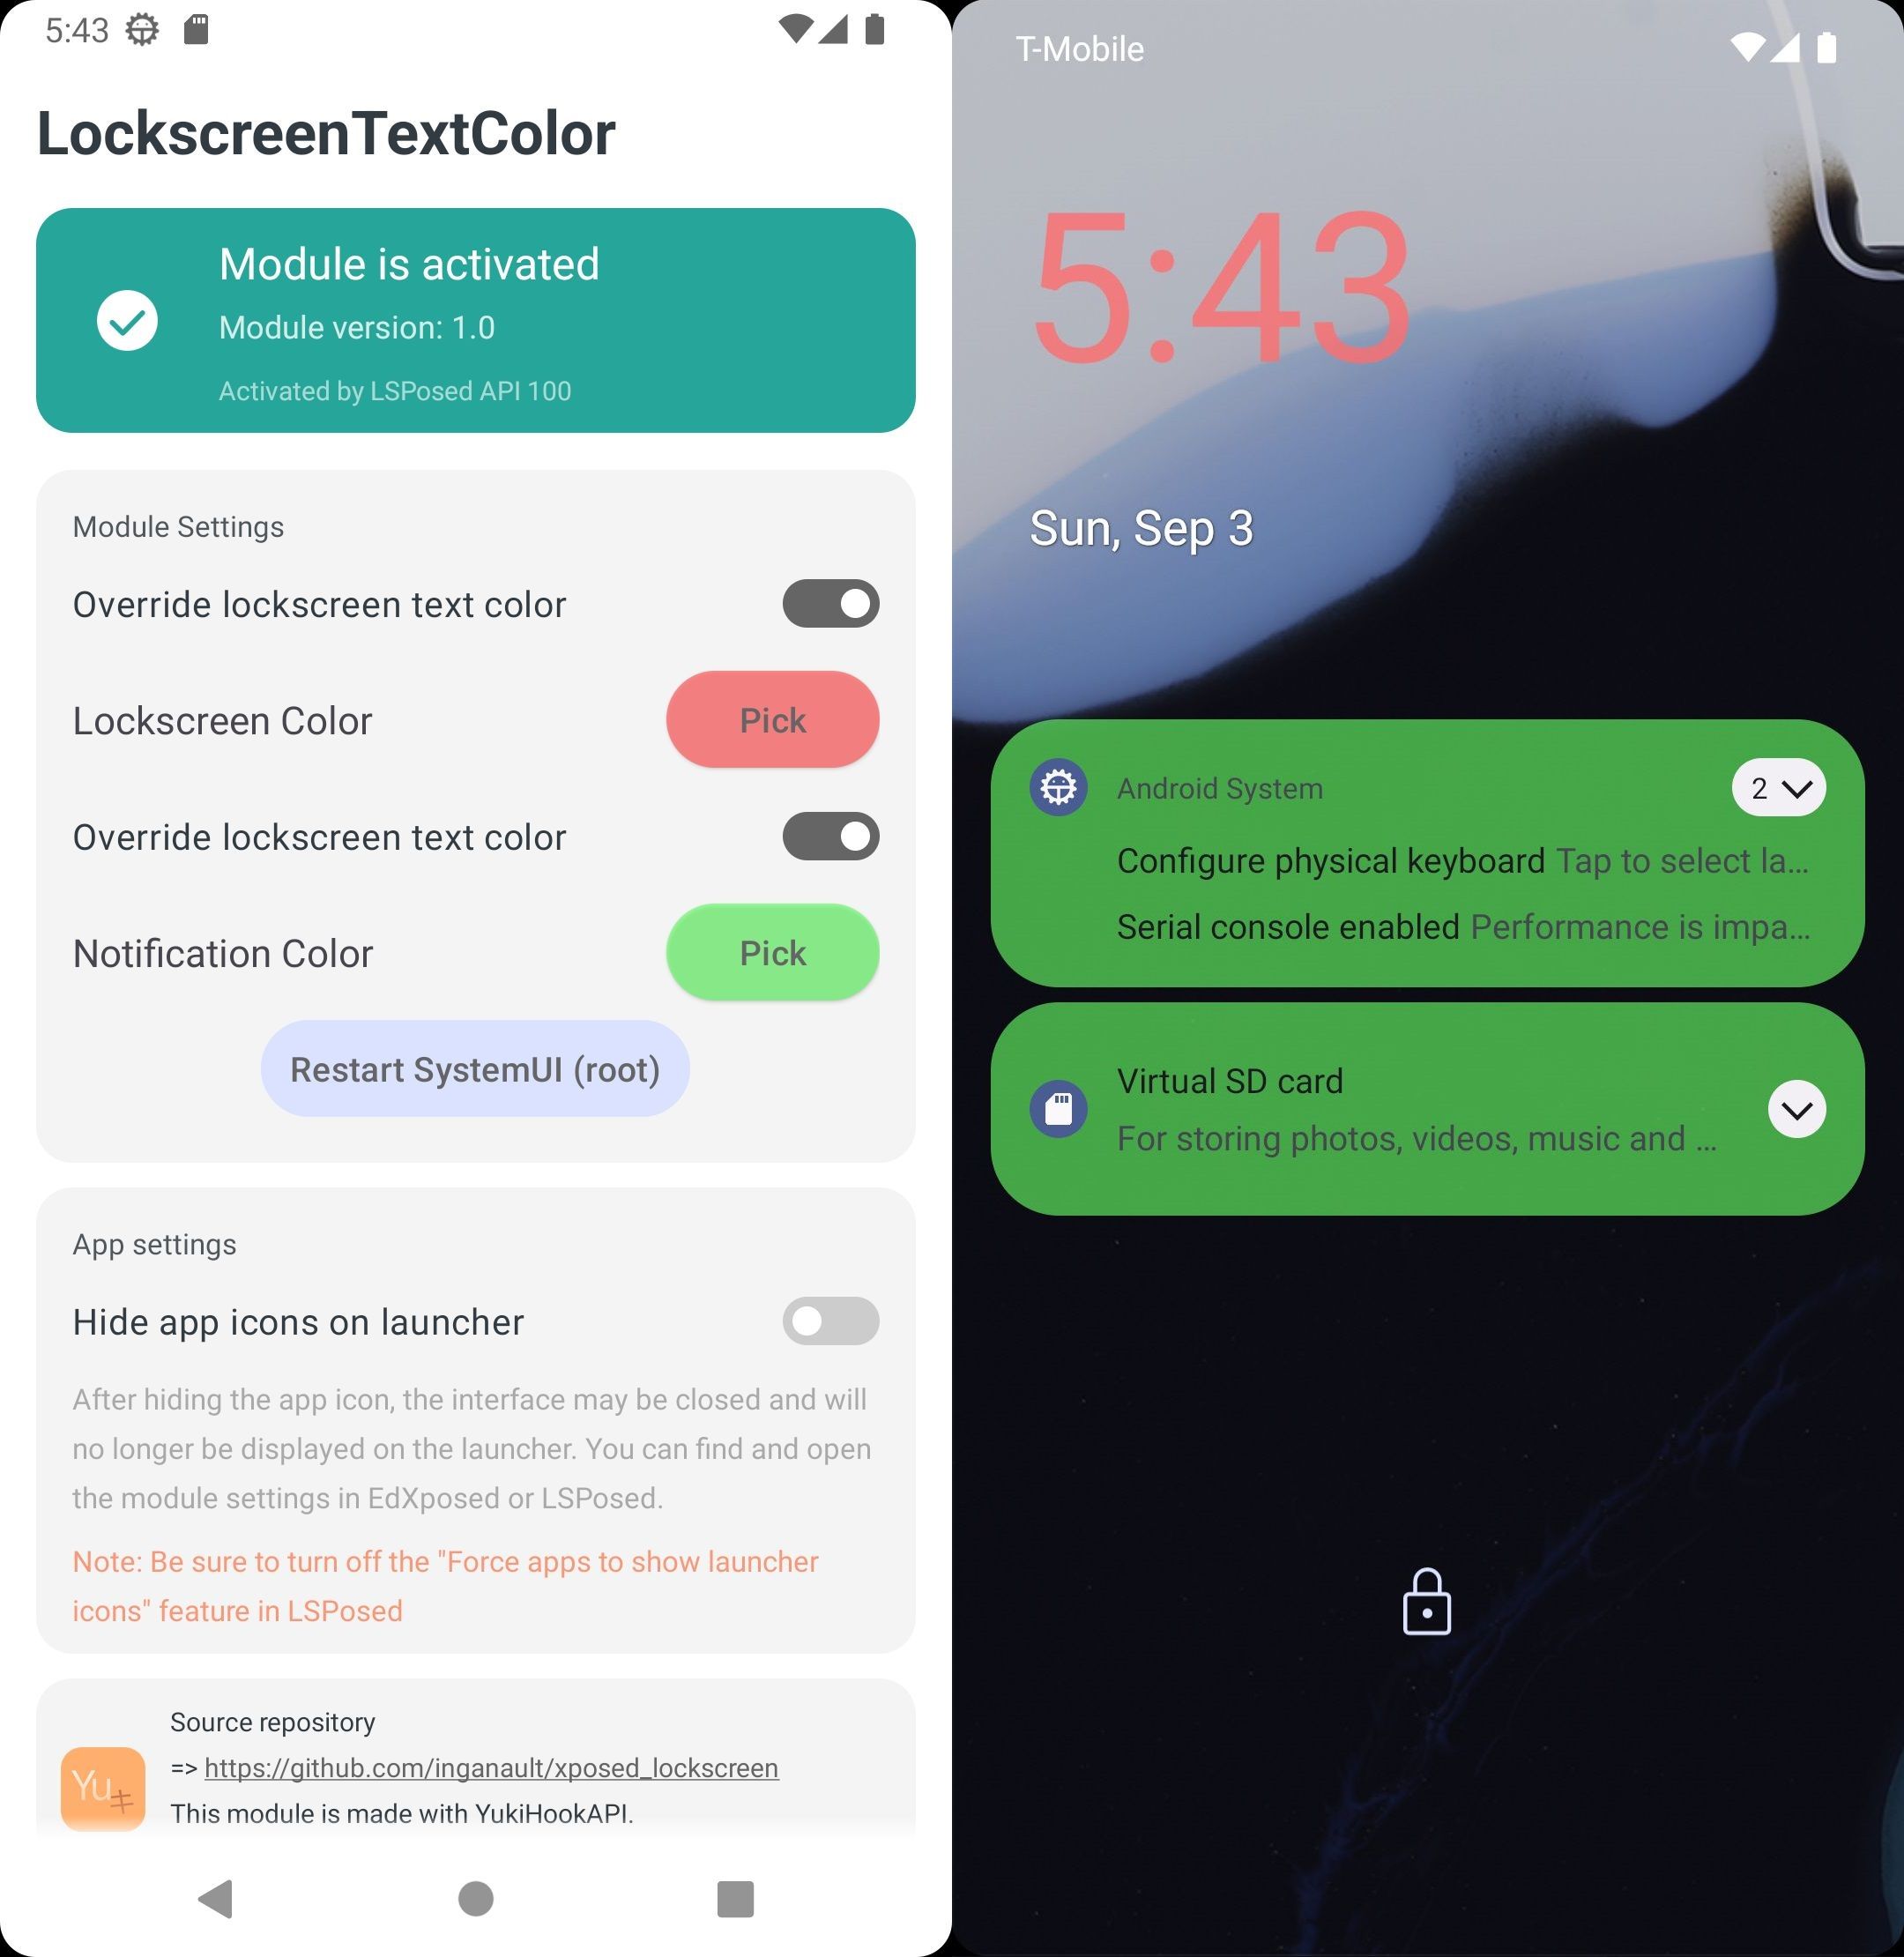 5:43
LockscreenTextColor
Module is activated
Module version: 1.0
Activated by LSPosed API 100
Module Settings
Override lockscreen text color
Lockscreen Color
Pick
Override lockscreen text color
Notification Color
Pick
Restart SystemUI (root)
App settings
Hide app icons on launcher
After hiding the app icon, the interface may be closed and will
no longer be displayed on the launcher. You can find and open
the module settings in EdXposed or LSPosed.
Note: Be sure to turn off the "Force apps to show launcher
icons" feature in LSPosed
Source repository
=> https://github.com/inganault/xposed_lockscreen
Yuキ
This module is made with YukiHookAPI.
T-Mobile
5:43
Sun, Sep 3
Android System
2
Configure physical keyboard Tap to select la...
Serial console enabled Performance is impa...
Virtual SD card
For storing photos, videos, music and ...